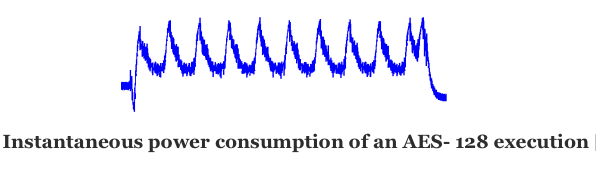 Instantaneous power consumption of an AES- 128 execution |